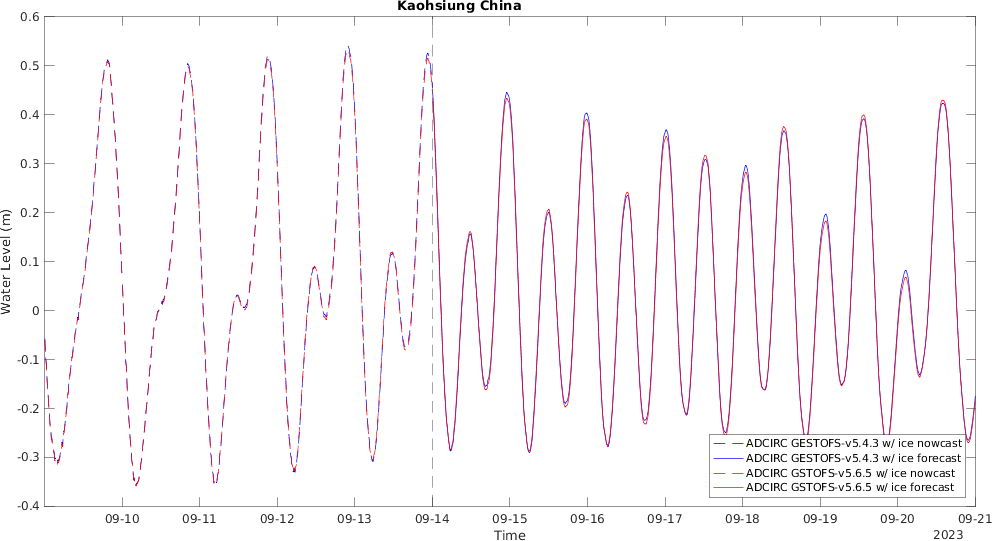 Kaohsiung China
0.6
0.5
0.4
0.3
0.2
0.1
0
-0.1
-0.2
-0.3
-0.4
Water Level (m)
ADCIRC GESTOFS-v5.4.3 w/ ice nowcast
ADCIRC GESTOFS-v5.4.3 w/ ice forecast
ADCIRC GSTOFS-v5.6.5 w/ ice nowcast
ADCIRC GSTOFS-v5.6.5 w/ ice forecast
09-10 09-11 09-12 09-13 09-14 09-15 09-16 09-17 09-18 09-19 09-20 09-21
Time
2023